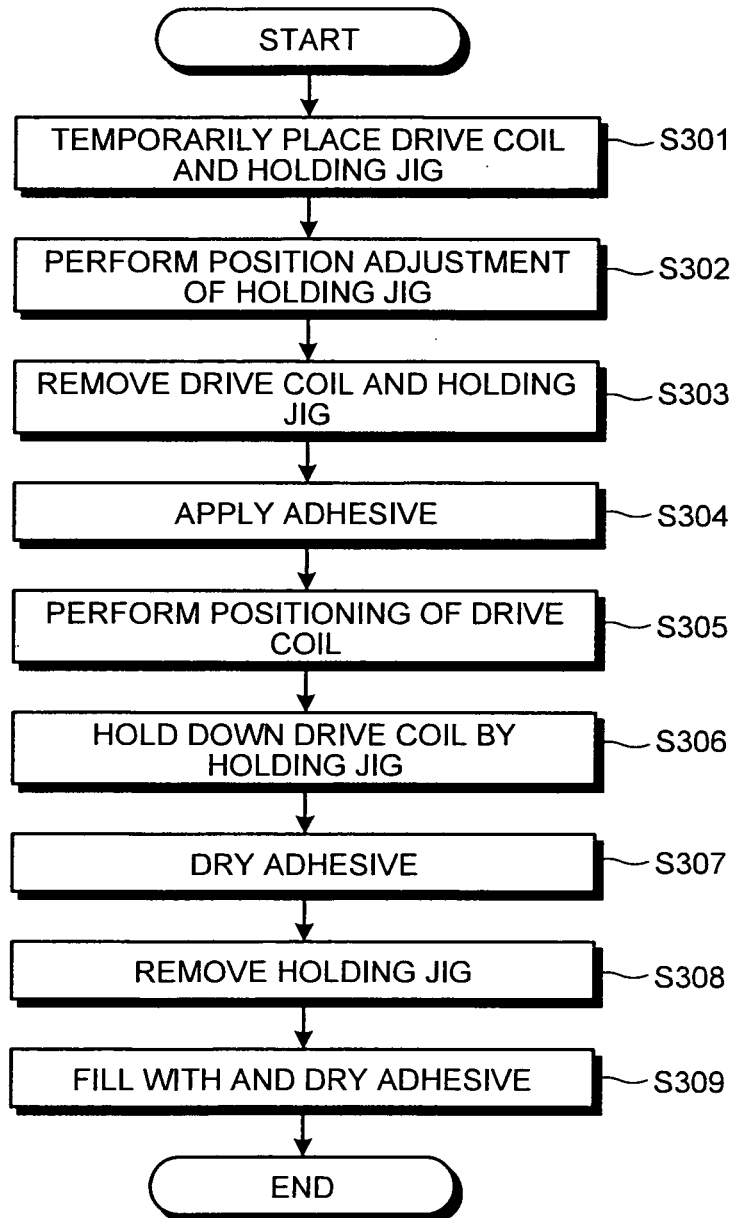 START
TEMPORARILY PLACE DRIVE COIL
AND HOLDING JIG
S301
PERFORM POSITION ADJUSTMENT
OF HOLDING JIG
S302
REMOVE DRIVE COIL AND HOLDING
JIG
S303
APPLY ADHESIVE
S304
PERFORM POSITIONING OF DRIVE
COIL
S305
HOLD DOWN DRIVE COIL BY
HOLDING JIG
S306
DRY ADHESIVE
S307
REMOVE HOLDING JIG
S308
FILL WITH AND DRY ADHESIVE
S309
END